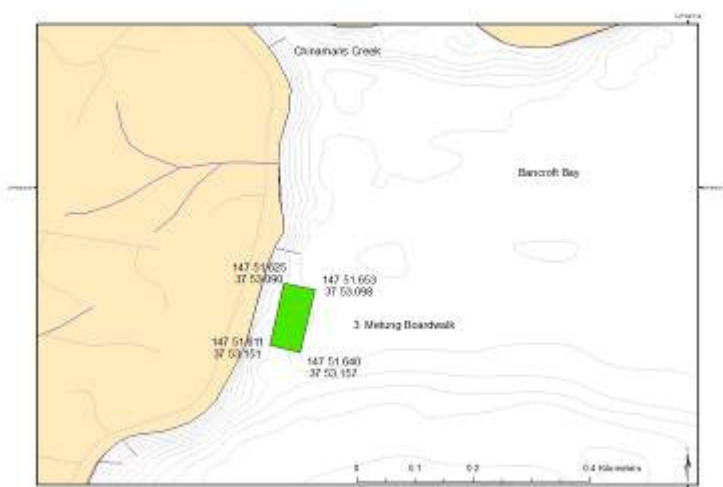 Chinamans Creek
Bancroft Bay
147 51.625
37 53.090
147 51.653
37 53.098
3 Metung Boardwalk
147 51.611
37 53.151
147 51.640
37 53.157
0 0.1 0.2 0.4 Kilometers